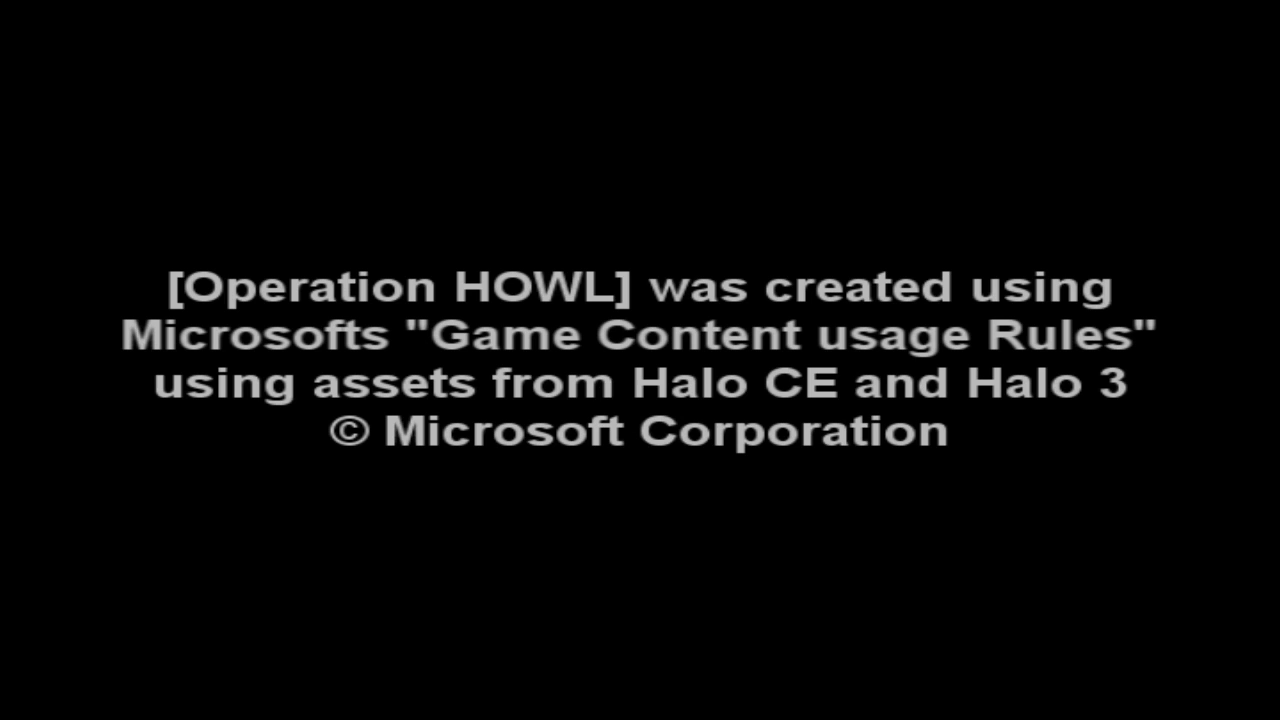 [Operation HOWL] was created using
Microsofts "Game Content usage Rules"
using assets from Halo CE and Halo 3
© Microsoft Corporation